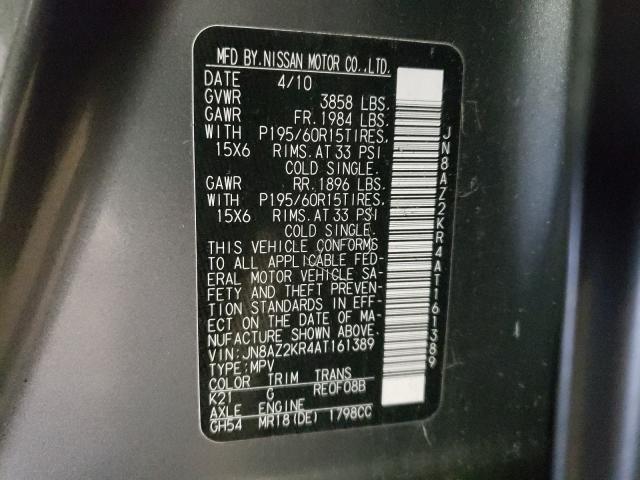 MFD BY.NISSAN MOTOR CO.,LTD.
DATE 4/10
GVWR 3858 LBS.
GAWR FR. 1984 LBS.
WITH P195/60R15TIRES,
15X6 RIMS. AT 33 PSI
COLD SINGLE.
GAWR RR. 1896 LBS.
WITH P195/60R15TIRES,
15X6 RIMS. AT 33 PSI
COLD SINGLE.
THIS VEHICLE CONFORMS
TO ALL APPLICABLE FED-
ERAL MOTOR VEHICLE SA-
FETY AND THEFT PREVEN-
TION STANDARDS IN EFF-
ECT ON THE DATE OF MA-
NUFACTURE SHOWN ABOVE.
VIN:JN8AZ2KR4AT161389
TYPE:MPV
COLOR TRIM TRANS
K21 G RE0F08B
AXLE ENGINE
GH54 MR18(DE) 1798CC
JN8AZ2KR4AT161389